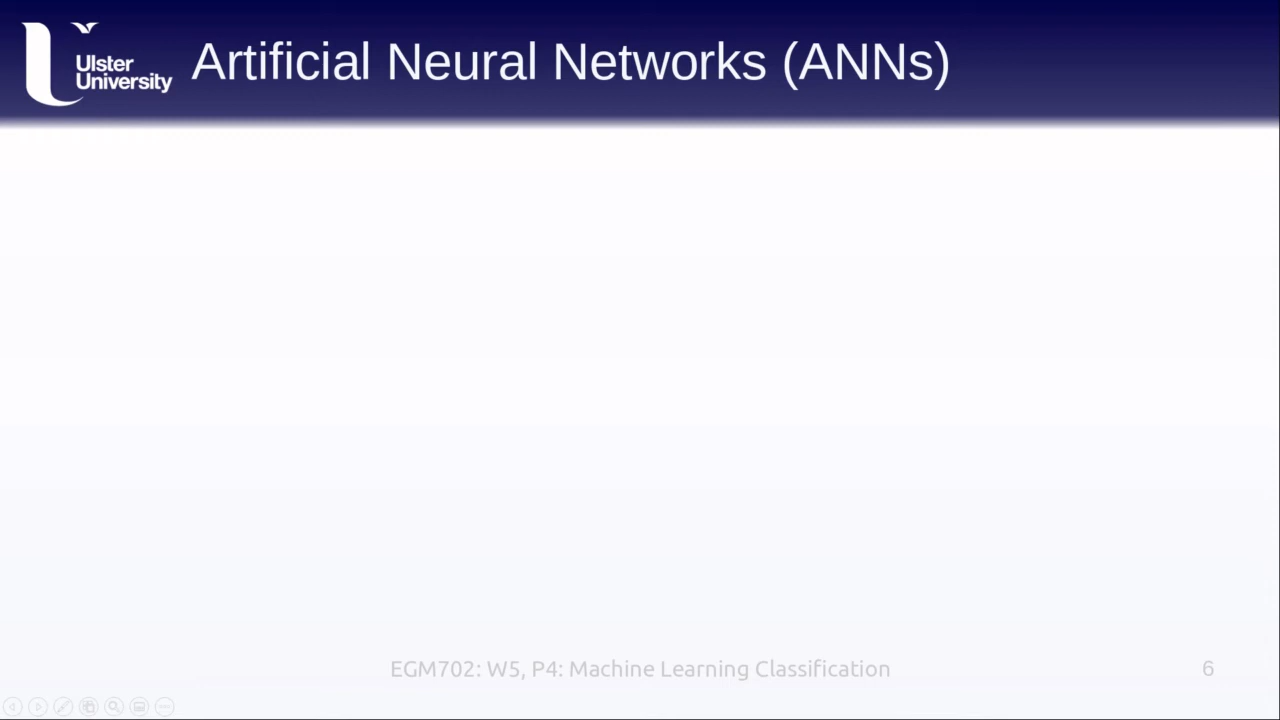 Ulster
University
Artificial Neural Networks (ANNs)
EGM702: W5, P4: Machine Learning Classification
6